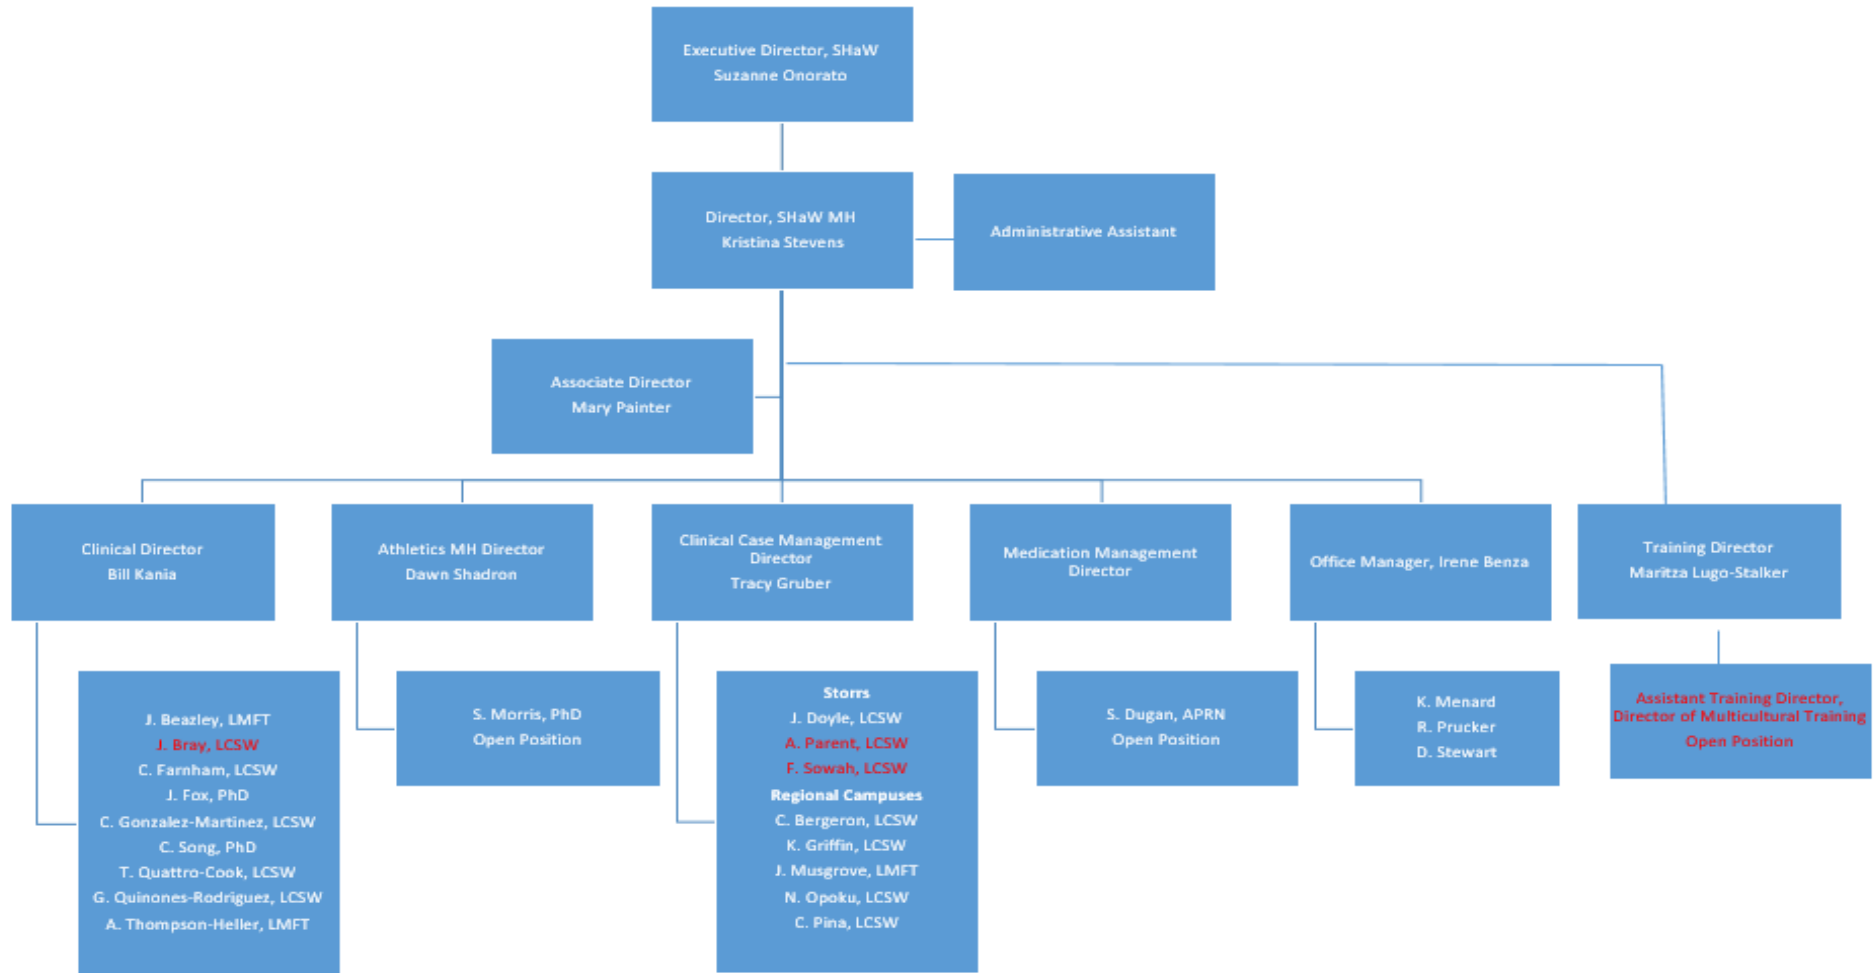 Executive Director, SHaW
Suzanne Onorato
Director, SHaW MH
Kristina Stevens
Administrative Assistant
Associate Director
Mary Painter
Clinical Director
Bill Kania
Athletics MH Director
Dawn Shadron
Clinical Case Management
Director
Tracy Gruber
Medication Management
Director
Office Manager, Irene Benza
Training Director
Maritza Lugo-Stalker
J. Beazley, LMFT
J. Bray, LCSW
C. Farnham, LCSW
J. Fox, PhD
C. Gonzalez-Martinez, LCSW
C. Song, PhD
T. Quattro-Cook, LCSW
G. Quinones-Rodriguez, LCSW
A. Thompson-Heller, LMFT
S. Morris, PhD
Open Position
Storrs
J. Doyle, LCSW
A. Parent, LCSW
F. Sowah, LCSW
Regional Campuses
C. Bergeron, LCSW
K. Griffin, LCSW
J. Musgrove, LMFT
N. Opoku, LCSW
C. Pina, LCSW
S. Dugan, APRN
Open Position
K. Menard
R. Prucker
D. Stewart
Assistant Training Director,
Director of Multicultural Training
Open Position